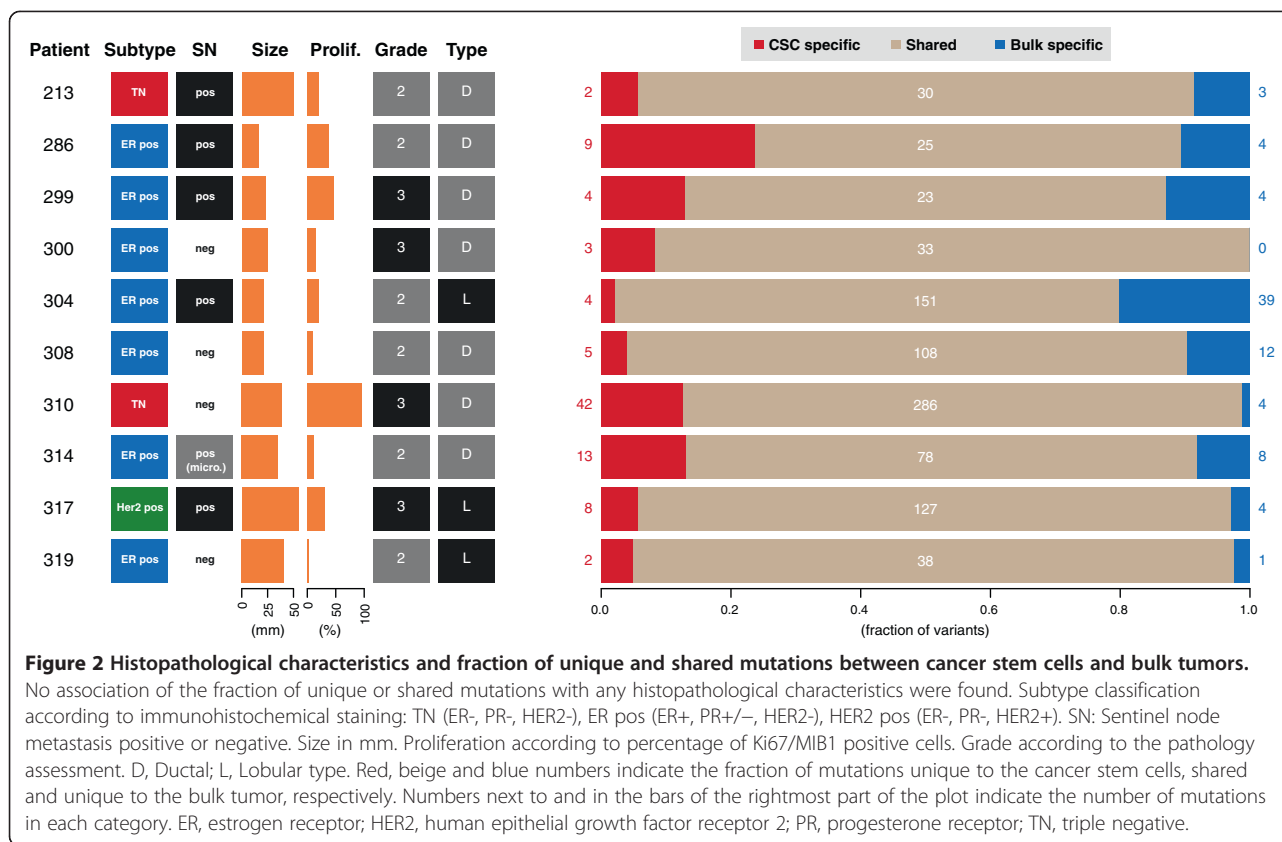 Patient Subtype SN Size Prolif. Grade Type
CSC specific Shared Bulk specific
213 TN pos 2 D 2 30 3
286 ER pos pos 2 D 9 25 4
299 ER pos pos 3 D 4 23 4
300 ER pos neg 3 D 3 33 0
304 ER pos pos 2 L 4 151 39
308 ER pos neg 2 D 5 108 12
310 TN neg 3 D 42 286 4
314 ER pos pos (micro.) 2 D 13 78 8
317 Her2 pos pos 3 L 8 127 4
319 ER pos neg 2 L 2 38 1
0 25 50 0 50 100 0.0 0.2 0.4 0.6 0.8 1.0
(mm) (%) (fraction of variants)
Figure 2 Histopathological characteristics and fraction of unique and shared mutations between cancer stem cells and bulk tumors.
No association of the fraction of unique or shared mutations with any histopathological characteristics were found. Subtype classification
according to immunohistochemical staining: TN (ER-, PR-, HER2-), ER pos (ER+, PR+/−, HER2-), HER2 pos (ER-, PR-, HER2+). SN: Sentinel node
metastasis positive or negative. Size in mm. Proliferation according to percentage of Ki67/MIB1 positive cells. Grade according to the pathology
assessment. D, Ductal; L, Lobular type. Red, beige and blue numbers indicate the fraction of mutations unique to the cancer stem cells, shared
and unique to the bulk tumor, respectively. Numbers next to and in the bars of the rightmost part of the plot indicate the number of mutations
in each category. ER, estrogen receptor; HER2, human epithelial growth factor receptor 2; PR, progesterone receptor; TN, triple negative.